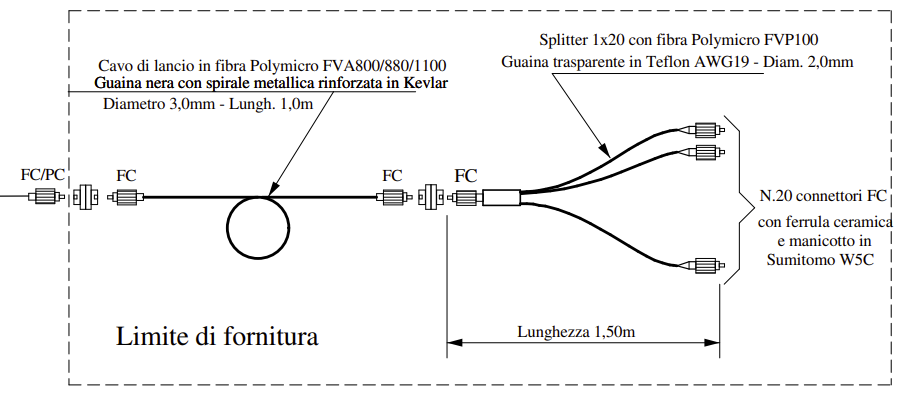 Splitter 1x20 con fibra Polymicro FVP100
Guaina trasparente in Teflon AWG19 - Diam. 2,0mm
Cavo di lancio in fibra Polymicro FVA800/880/1100
Guaina nera con spirale metallica rinforzata in Kevlar
Diametro 3,0mm - Lungh. 1,0m
FC/PC
FC
FC
FC
N.20 connettori FC
con ferrula ceramica
e manicotto in
Sumitomo W5C
Limite di fornitura
Lunghezza 1,50m